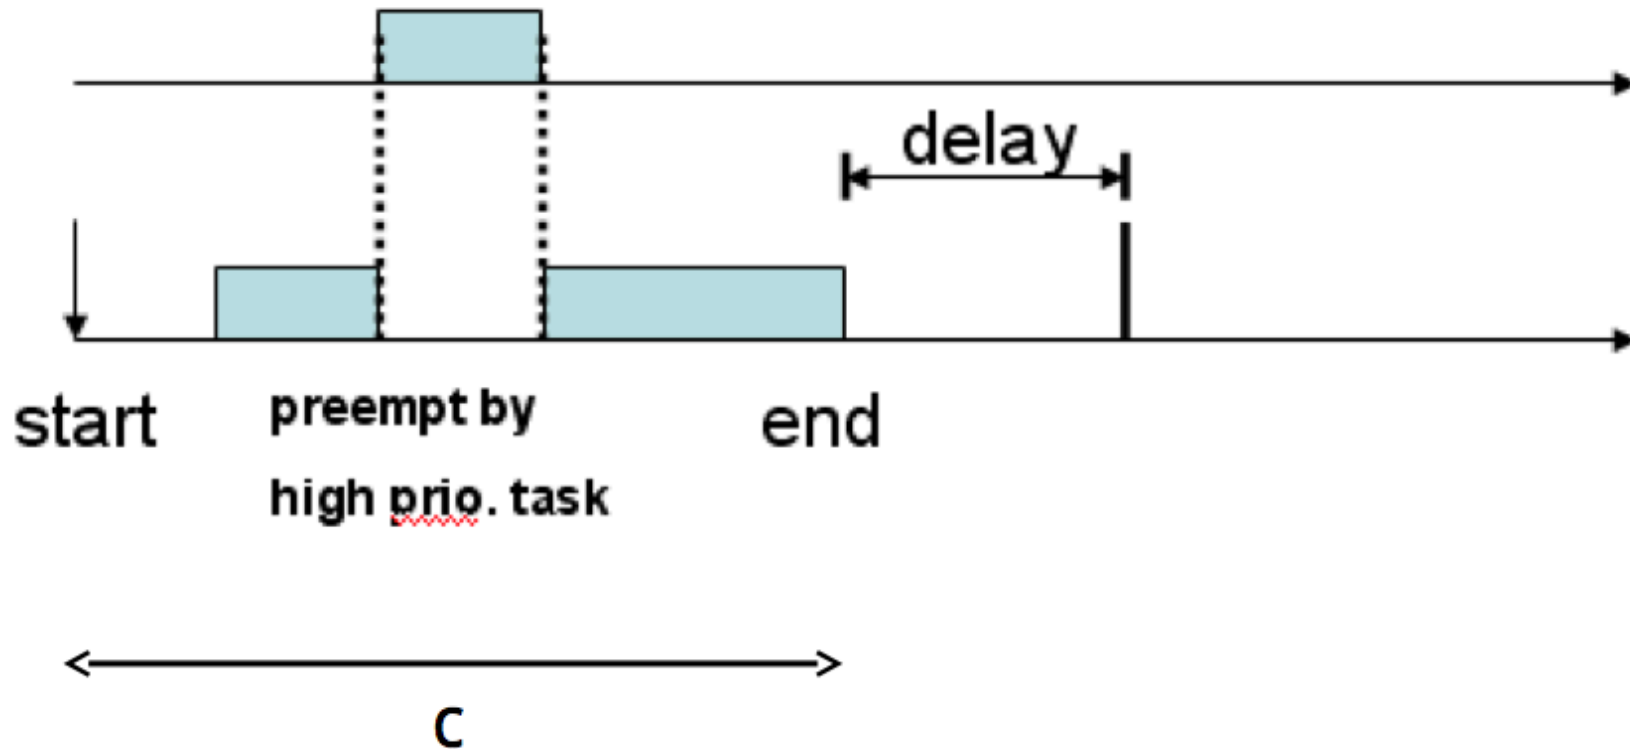 delay
start
preempt by
end
high prio. task
C